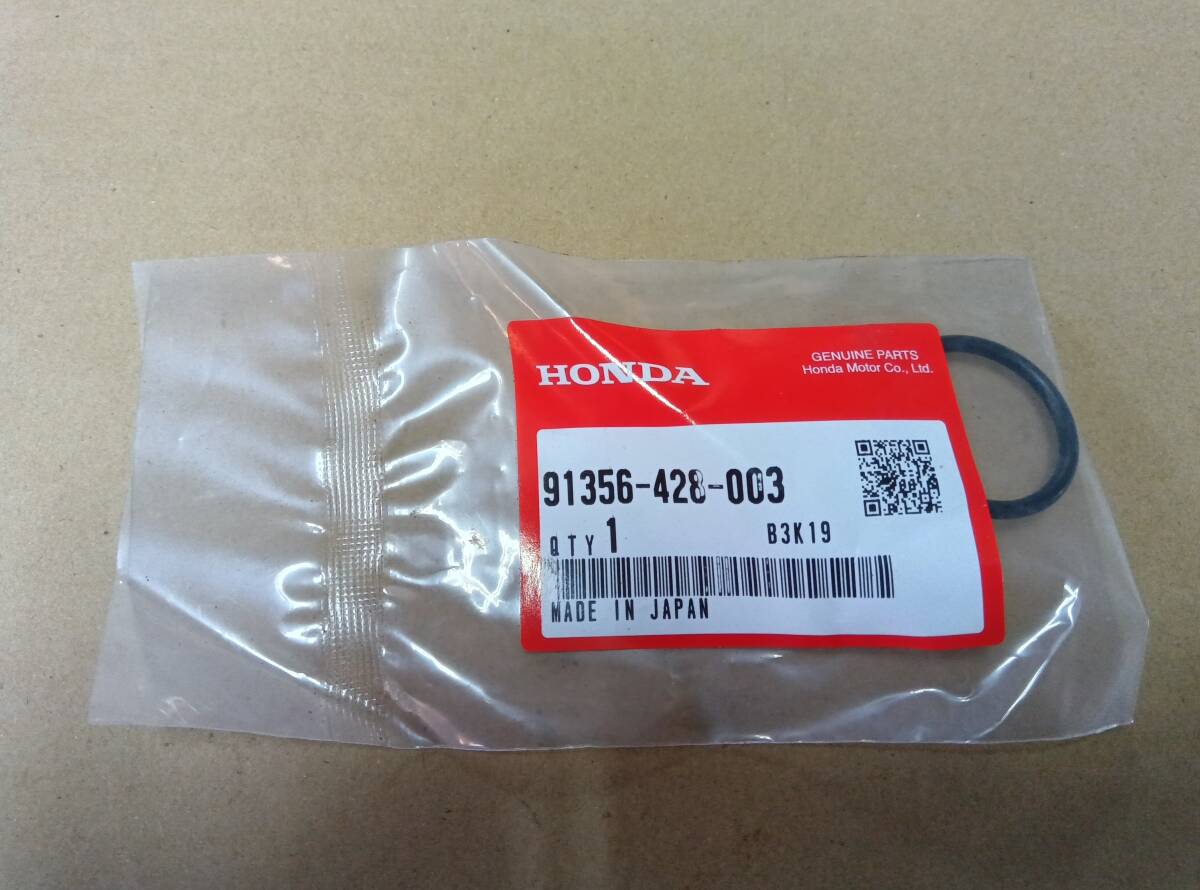 HONDA
GENUINE PARTS
Honda Motor Co., Ltd.
91356-428-003
QTY 1 B3K19
MADE IN JAPAN